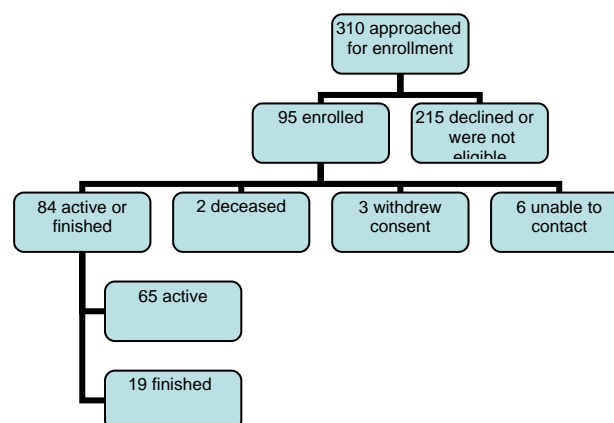 310 approached
for enrollment
95 enrolled
215 declined or
were not
eligible
84 active or
finished
2 deceased
3 withdrew
consent
6 unable to
contact
65 active
19 finished